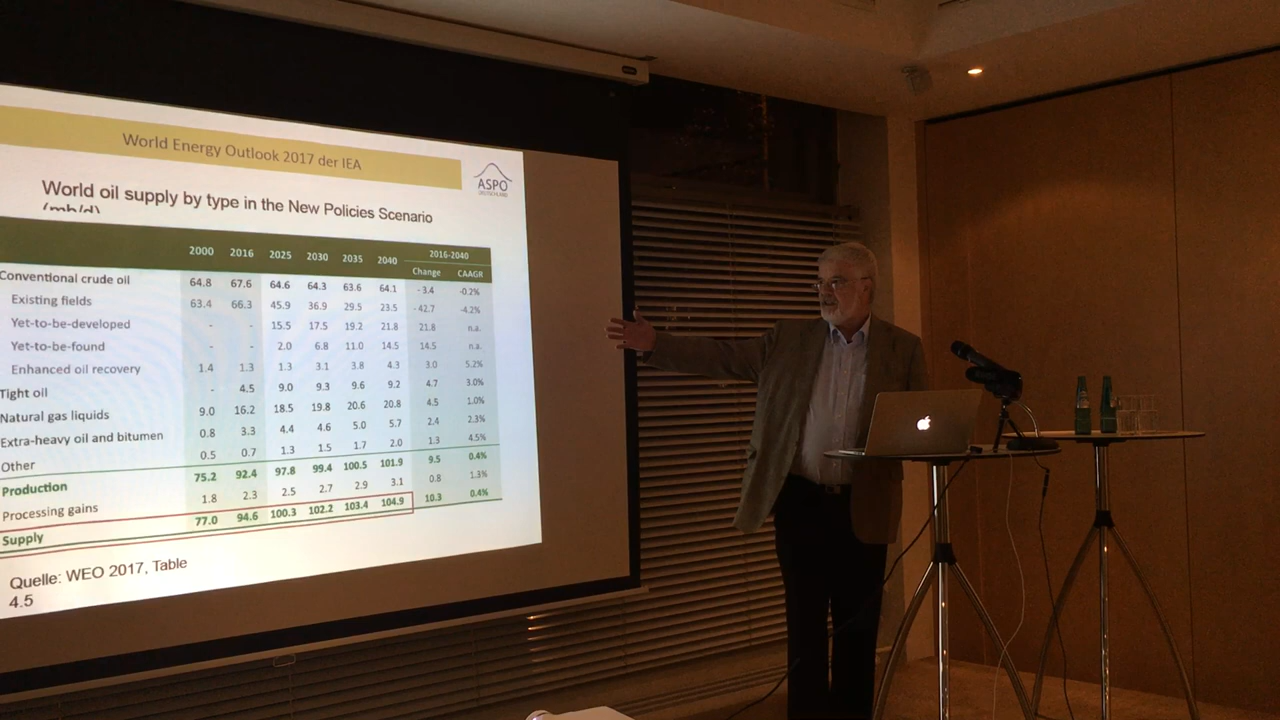 World Energy Outlook 2017 der IEA
ASPO
DEUTSCHLAND
World oil supply by type in the New Policies Scenario
(mb/d)
2000 2016 2025 2030 2035 2040 2016-2040
Change CAAGR
Conventional crude oil 64.8 67.6 64.6 64.3 63.6 64.1 - 3.4 -0.2%
Existing fields 63.4 66.3 45.9 36.9 29.5 23.5 - 42.7 -4.2%
Yet-to-be-developed - - 15.5 17.5 19.2 21.8 21.8 n.a.
Yet-to-be-found - - 2.0 6.8 11.0 14.5 14.5 n.a.
Enhanced oil recovery 1.4 1.3 1.3 3.1 3.8 4.3 3.0 5.2%
Tight oil - 4.5 9.0 9.3 9.6 9.2 4.7 3.0%
Natural gas liquids 9.0 16.2 18.5 19.8 20.6 20.8 4.5 1.0%
Extra-heavy oil and bitumen 0.8 3.3 4.4 4.6 5.0 5.7 2.4 2.3%
Other 0.5 0.7 1.3 1.5 1.7 2.0 1.3 4.5%
Production 75.2 92.4 97.8 99.4 100.5 101.9 9.5 0.4%
Processing gains 1.8 2.3 2.5 2.7 2.9 3.1 0.8 1.3%
Supply 77.0 94.6 100.3 102.2 103.4 104.9 10.3 0.4%
Quelle: WEO 2017, Table
4.5